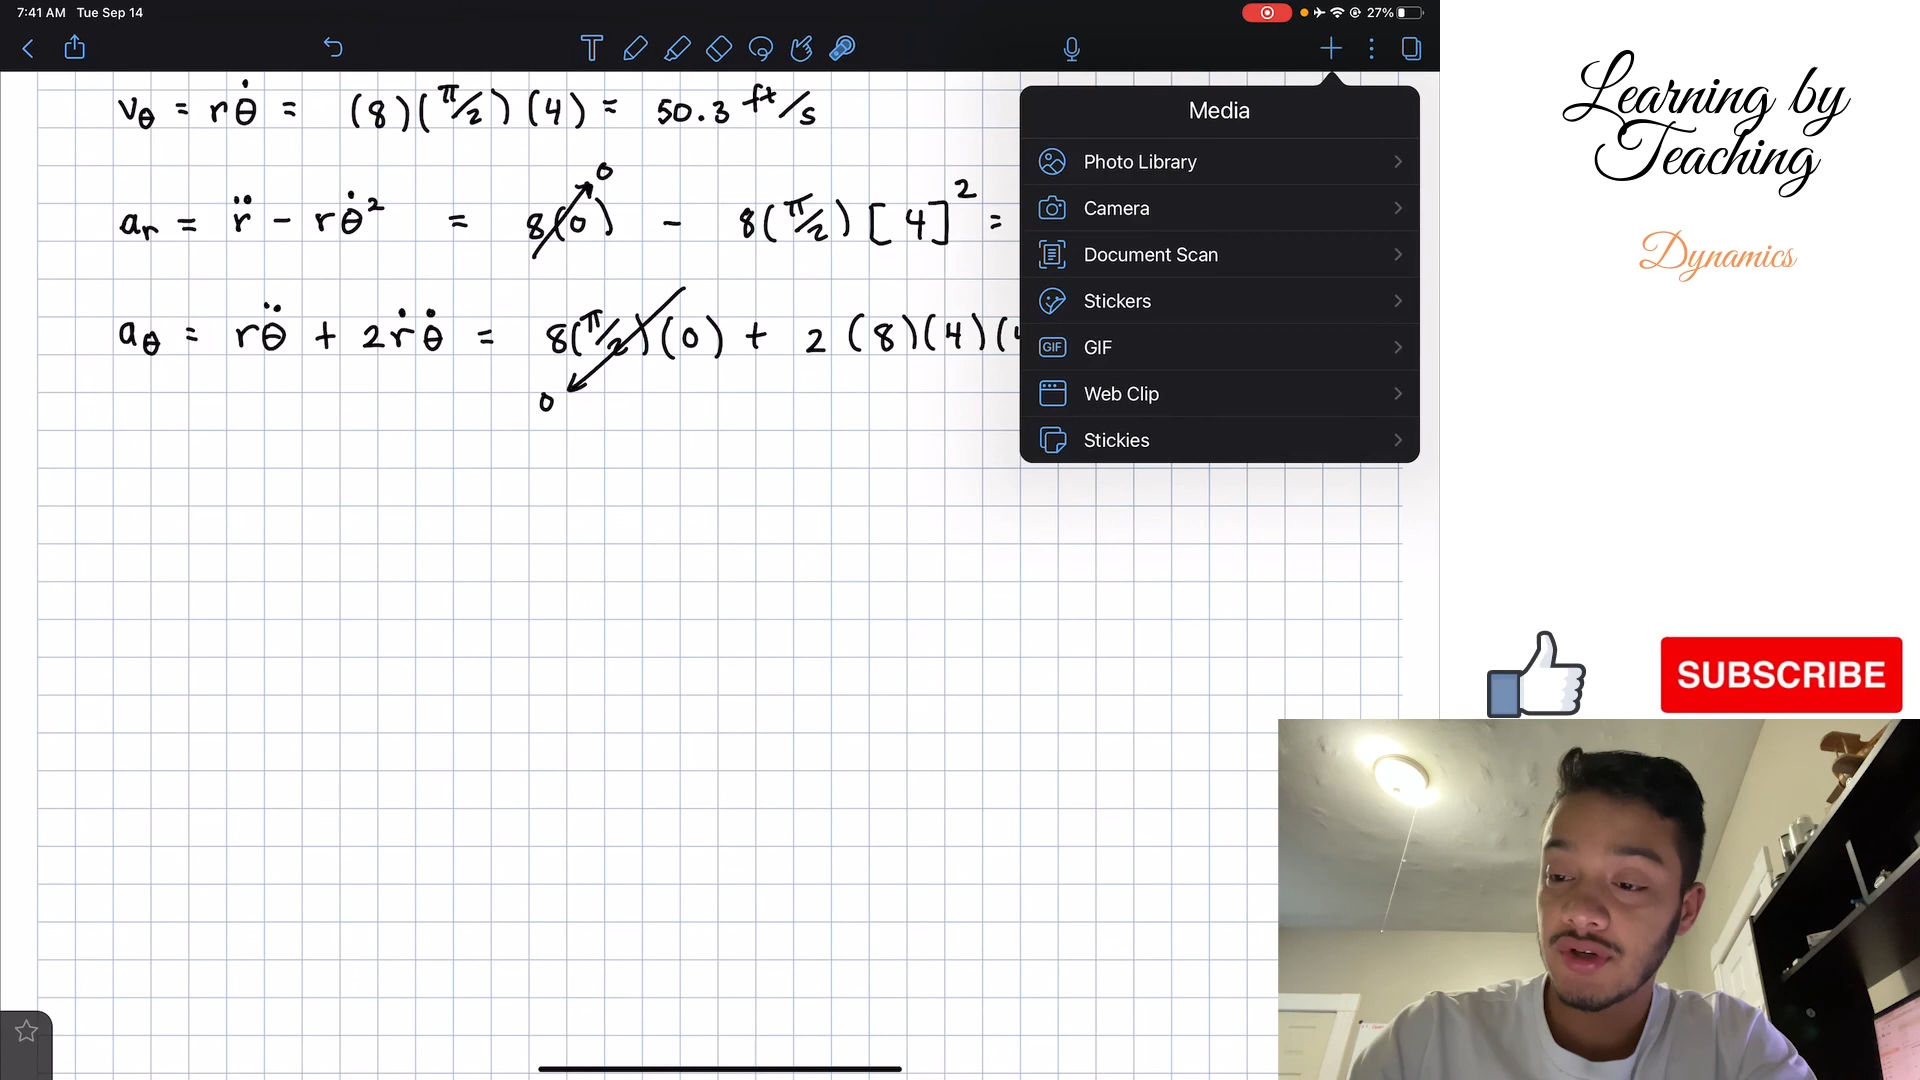 7:41 AM Tue Sep 14
27%
T
vθ = rθ̇ = (8)(π/2)(4) = 50.3 ft/s
0
ar = r̈ - rθ̇² = 8(0) - 8(π/2)[4]² =
aθ = rθ̈ + 2ṙθ̇ = 8(π/2)(0) + 2(8)(4)(
0
Media
Photo Library
Camera
Document Scan
Stickers
GIF GIF
Web Clip
Stickies
Learning by
Teaching
Dynamics
SUBSCRIBE